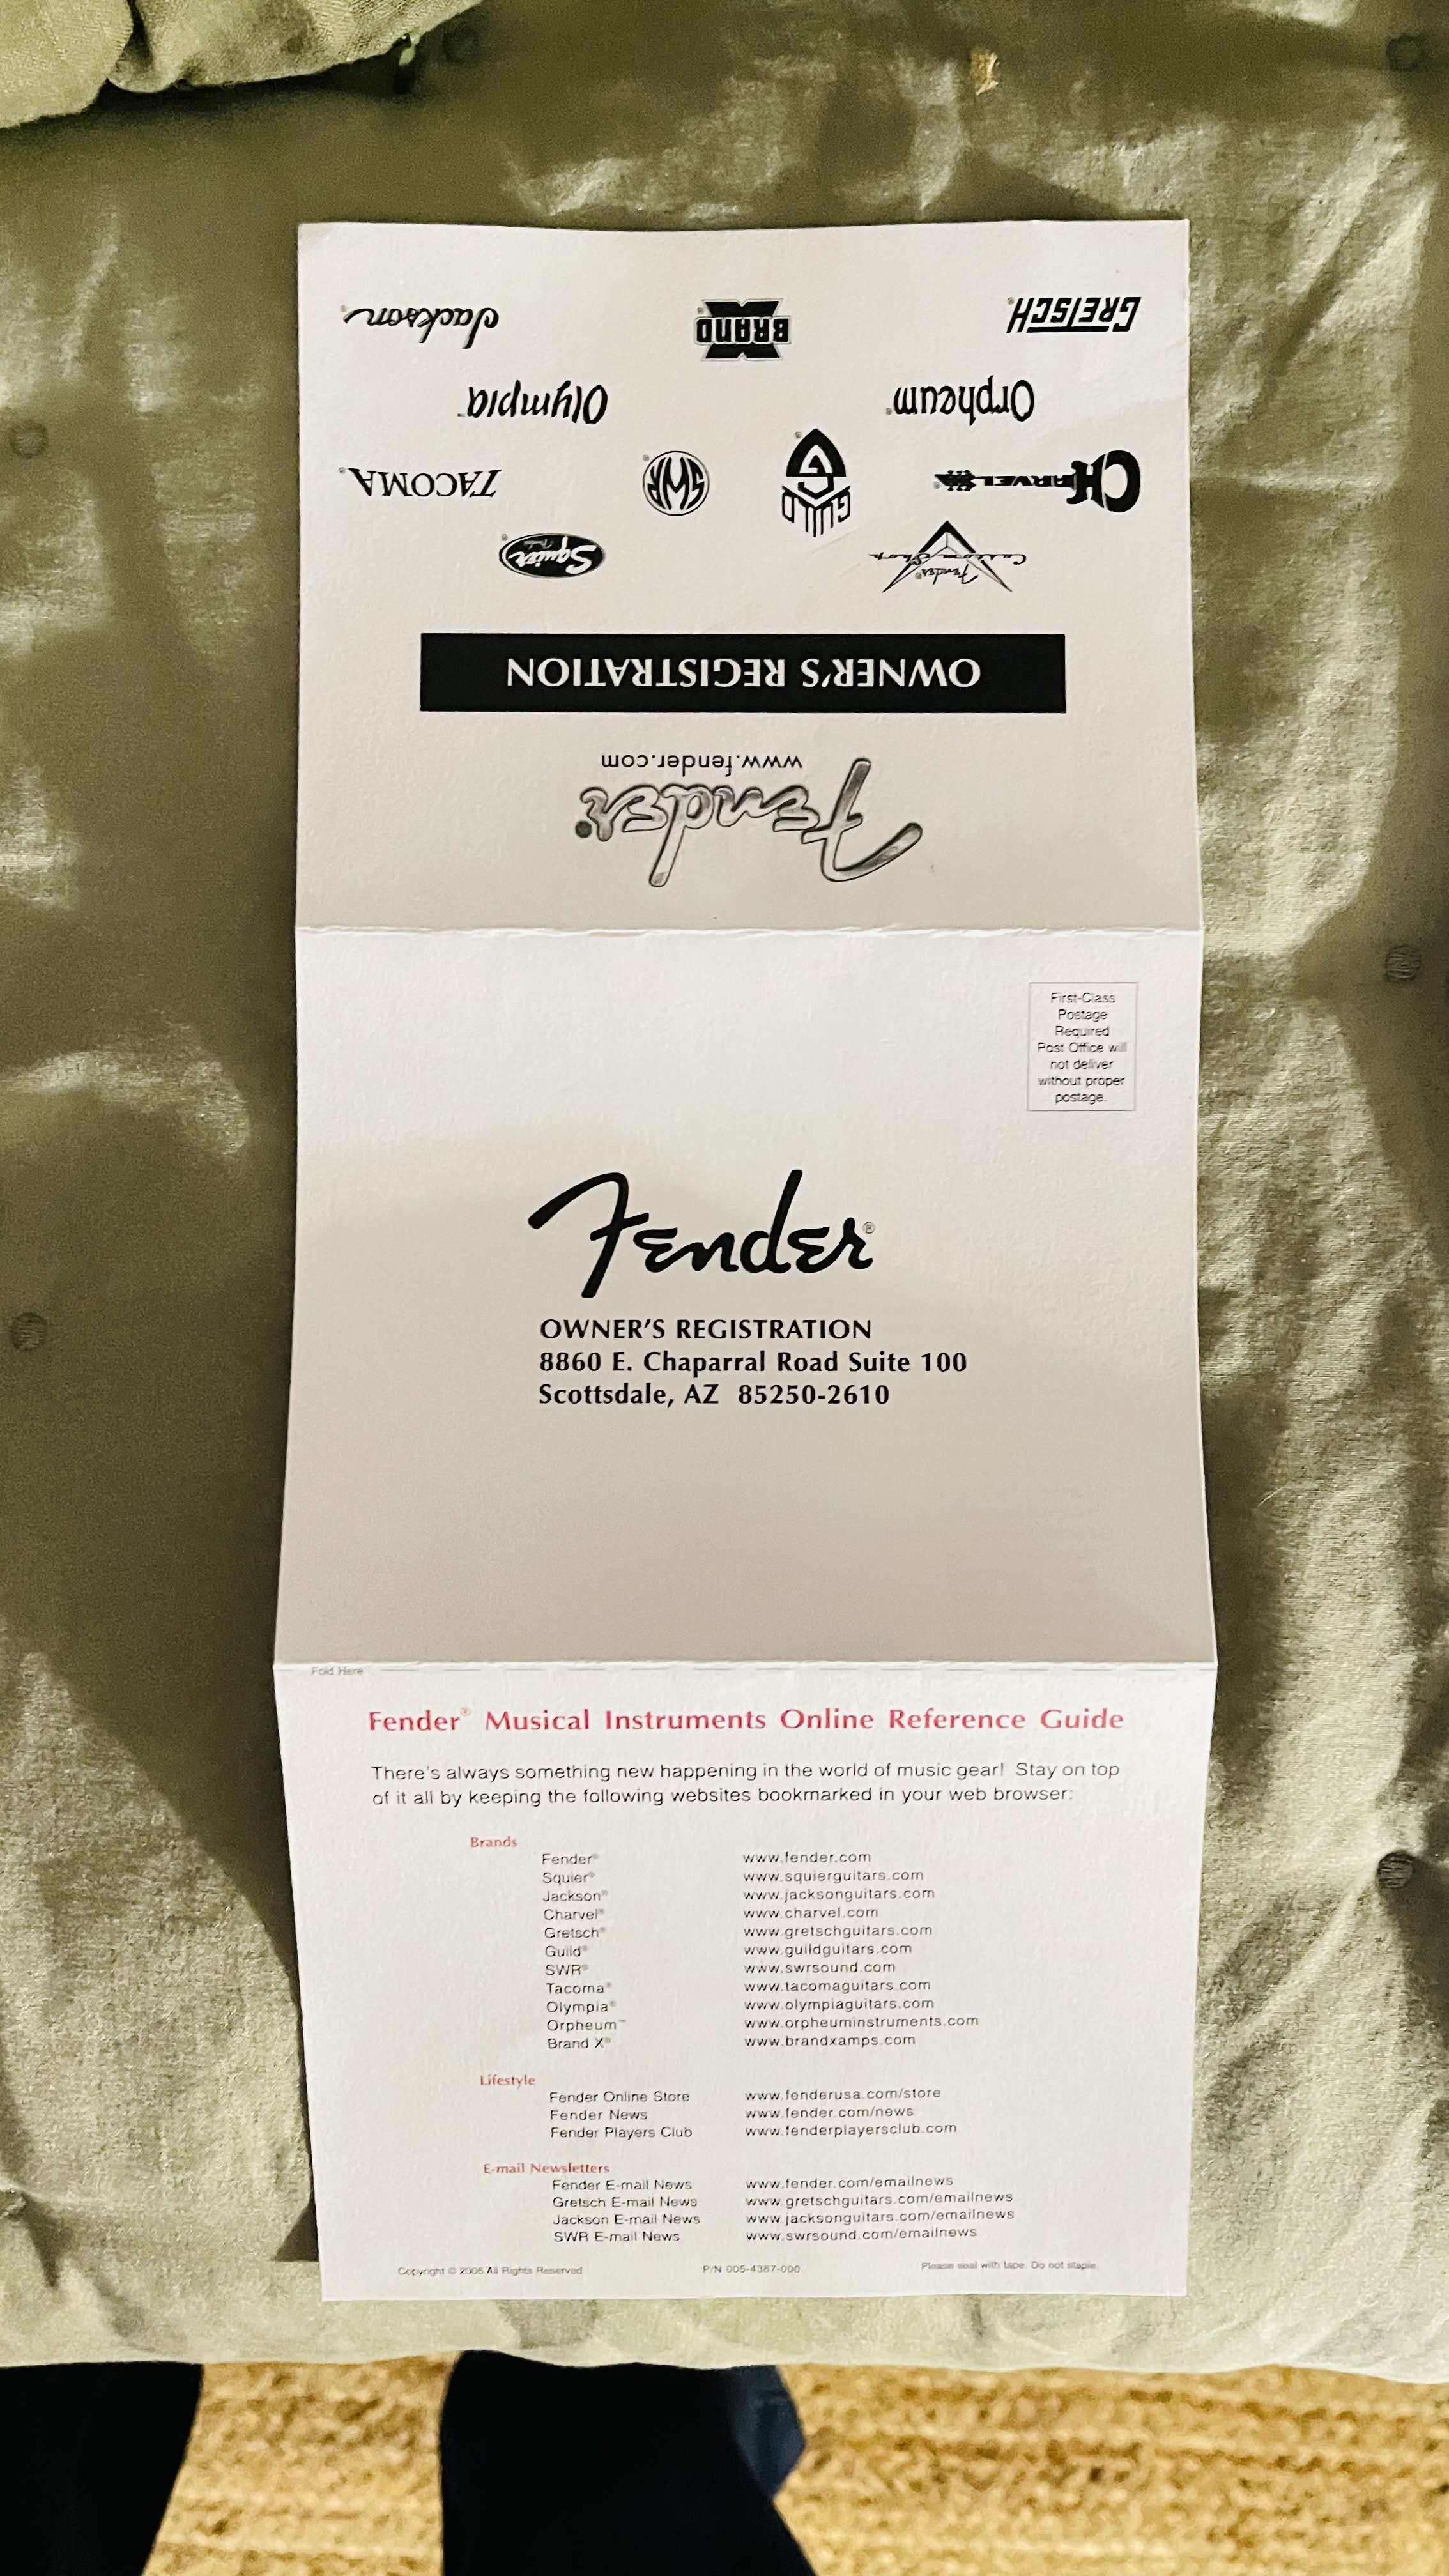 Jackson®
BRAND X®
GRETSCH®
Olympia™
Orpheum™
TACOMA®
SWR®
GUILD®
CHARVEL®
Squier® Fender
Fender® Custom Shop
OWNER'S REGISTRATION
www.fender.com
Fender®
First-Class
Postage
Required
Post Office will
not deliver
without proper
postage.
Fender®
OWNER'S REGISTRATION
8860 E. Chaparral Road Suite 100
Scottsdale, AZ 85250-2610
Fold Here
Fender® Musical Instruments Online Reference Guide
There's always something new happening in the world of music gear! Stay on top
of it all by keeping the following websites bookmarked in your web browser:
Brands
Fender® www.fender.com
Squier® www.squierguitars.com
Jackson® www.jacksonguitars.com
Charvel® www.charvel.com
Gretsch® www.gretschguitars.com
Guild® www.guildguitars.com
SWR® www.swrsound.com
Tacoma® www.tacomaguitars.com
Olympia® www.olympiaguitars.com
Orpheum™ www.orpheuminstruments.com
Brand X® www.brandxamps.com
Lifestyle
Fender Online Store www.fenderusa.com/store
Fender News www.fender.com/news
Fender Players Club www.fenderplayersclub.com
E-mail Newsletters
Fender E-mail News www.fender.com/emailnews
Gretsch E-mail News www.gretschguitars.com/emailnews
Jackson E-mail News www.jacksonguitars.com/emailnews
SWR E-mail News www.swrsound.com/emailnews
Copyright © 2006 All Rights Reserved P/N 005-4387-000 Please seal with tape. Do not staple.